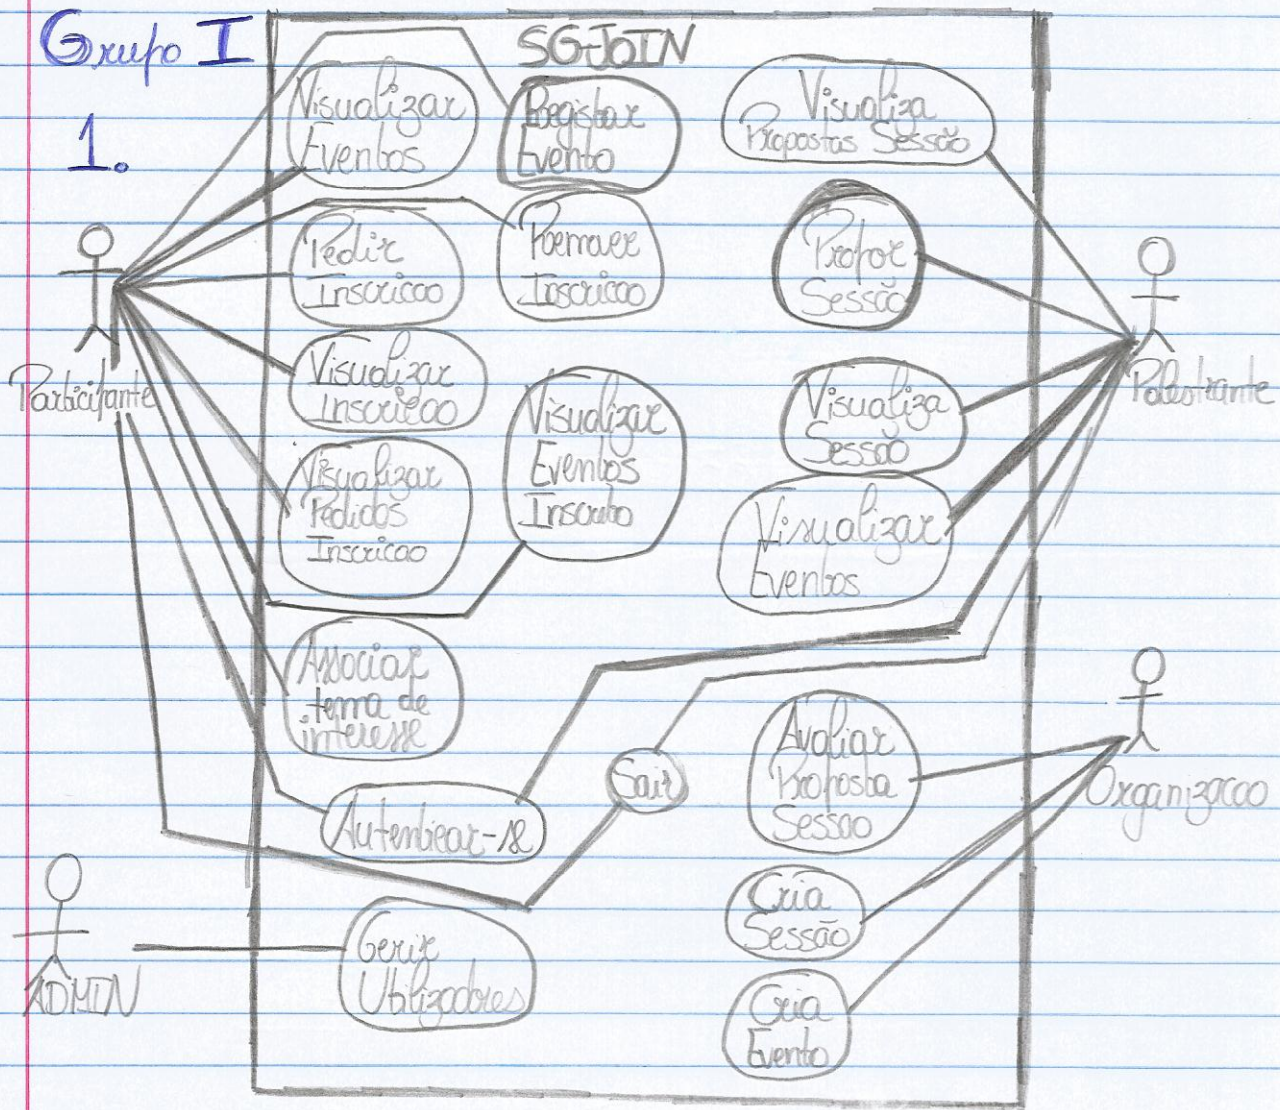 Grupo I
1.
SGJOIN
Visualizar
Eventos
Registar
Evento
Visualiza
Propostas Sessão
Pedir
Inscricao
Remover
Inscricao
Propor
Sessão
Participante
Palestrante
Visualizar
Inscricao
Visualizar
Eventos
Inscrito
Visualiza
Sessão
Visualizar
Pedidos
Inscricao
Visualizar
Eventos
Associar
tema de
interesse
Sair
Avaliar
Proposta
Sessao
Organizacao
Autenticar-se
ADMIN
Gerir
Utilizadores
Cria
Sessão
Cria
Evento